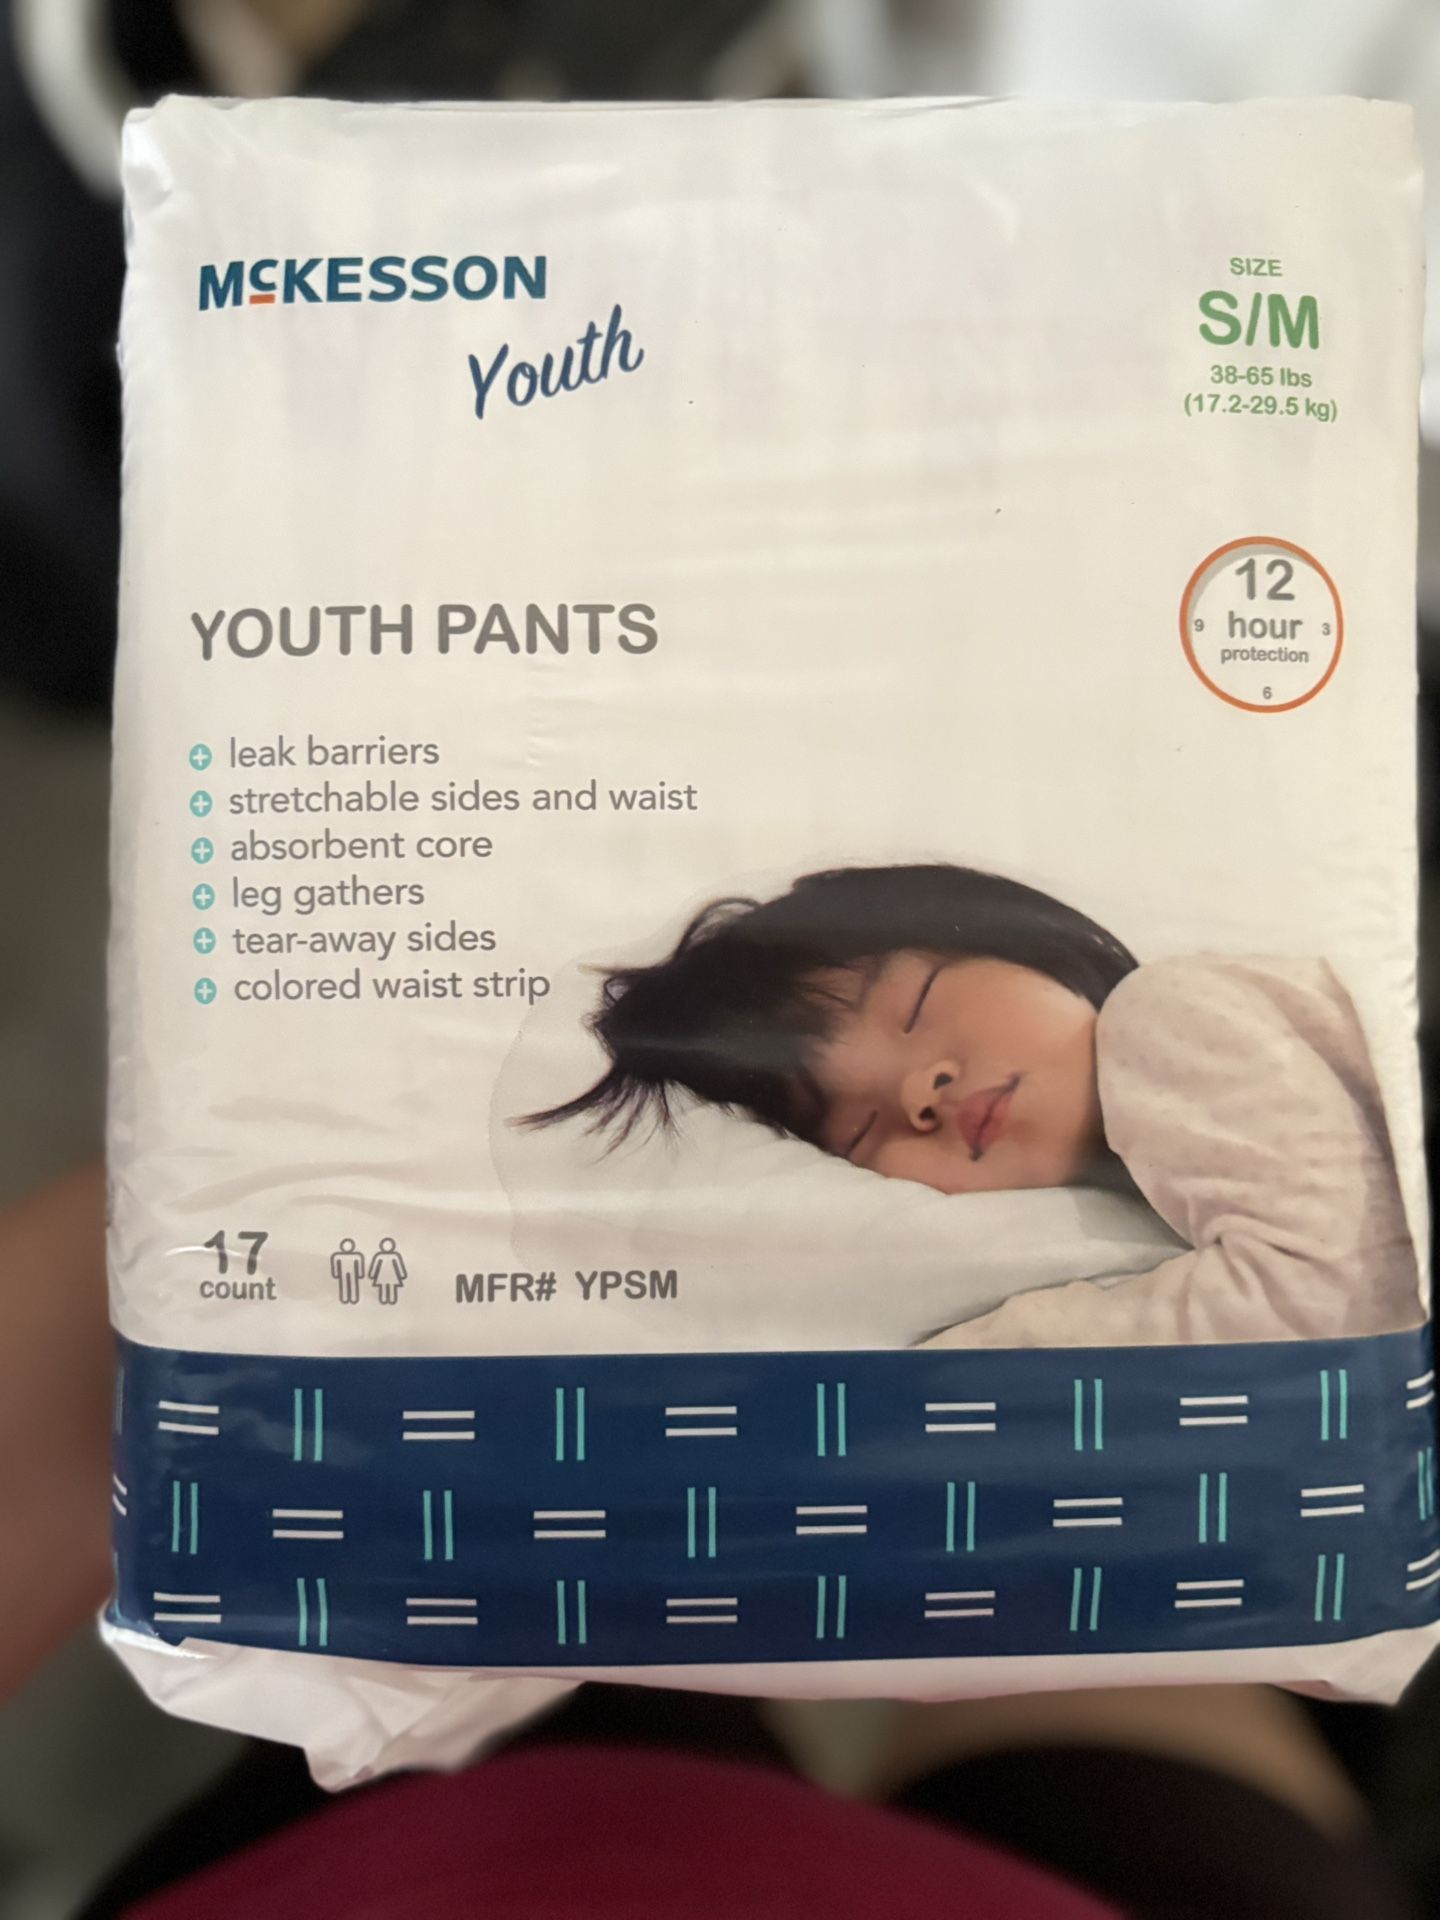 McKESSON
Youth
SIZE
S/M
38-65 lbs
(17.2-29.5 kg)
12
9 hour 3
protection
6
YOUTH PANTS
leak barriers
stretchable sides and waist
absorbent core
leg gathers
tear-away sides
colored waist strip
17
count
MFR# YPSM